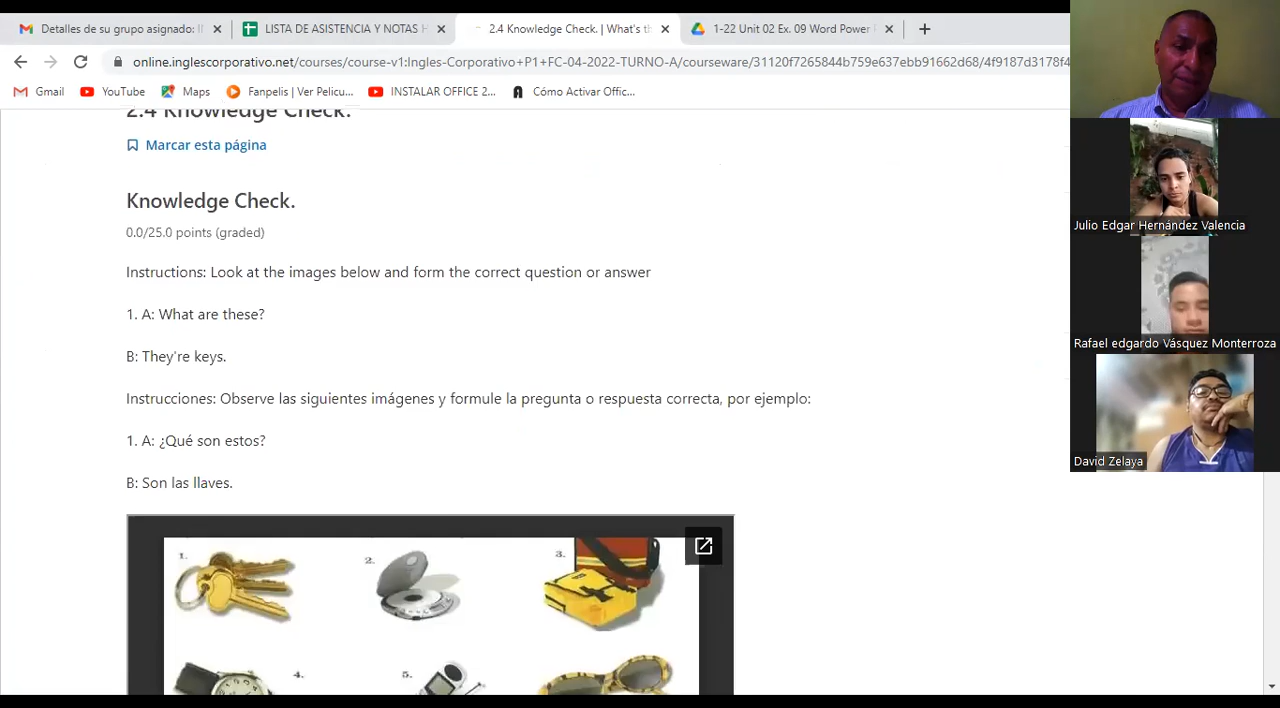 Detalles de su grupo asignado: I
LISTA DE ASISTENCIA Y NOTAS H
2.4 Knowledge Check. | What's th
1-22 Unit 02 Ex. 09 Word Power
online.inglescorporativo.net/courses/course-v1:Ingles-Corporativo+P1+FC-04-2022-TURNO-A/courseware/31120f7265844b759e637ebb91662d68/4f9187d3178f4
Gmail
YouTube
Maps
Fanpelis | Ver Pelicu...
INSTALAR OFFICE 2...
Cómo Activar Offic...
2.4 Knowledge Check.
Marcar esta página
Knowledge Check.
0.0/25.0 points (graded)
Instructions: Look at the images below and form the correct question or answer
1. A: What are these?
B: They're keys.
Instrucciones: Observe las siguientes imágenes y formule la pregunta o respuesta correcta, por ejemplo:
1. A: ¿Qué son estos?
B: Son las llaves.
1.
2.
3.
4.
5.
Julio Edgar Hernández Valencia
Rafael edgardo Vásquez Monterroza
David Zelaya